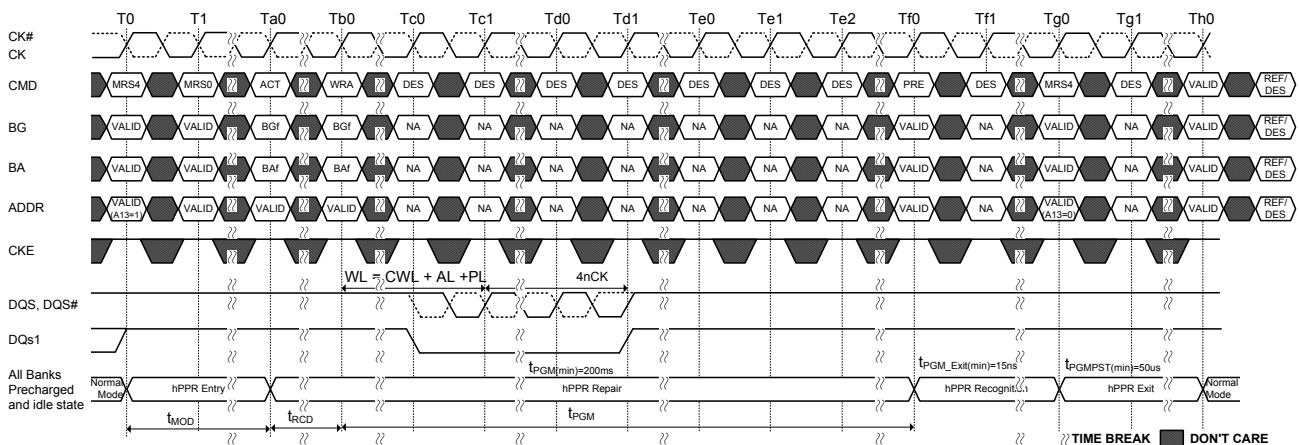 T0 T1 Ta0 Tb0 Tc0 Tc1 Td0 Td1 Te0 Te1 Te2 Tf0 Tf1 Tg0 Tg1 Th0
CK#
CK
CMD MRS4 MRS0 ACT WRA DES DES DES DES DES DES DES PRE DES MRS4 DES VALID REF/
DES
BG VALID VALID BGf BGf NA NA NA NA NA NA NA VALID NA VALID NA VALID REF/
DES
BA VALID VALID BAf BAf NA NA NA NA NA NA NA VALID NA VALID NA VALID REF/
DES
ADDR VALID
(A13=1) VALID VALID VALID NA NA NA NA NA NA NA VALID NA VALID
(A13=0) NA VALID REF/
DES
CKE
WL = CWL + AL +PL 4nCK
DQS, DQS#
DQs1
tPGM(min)=200ms tPGM_Exit(min)=15ns tPGMPST(min)=50us
All Banks
Precharged
and idle state
Normal
Mode hPPR Entry hPPR Repair hPPR Recognition hPPR Exit Normal
Mode
tMOD tRCD tPGM
TIME BREAK DON'T CARE